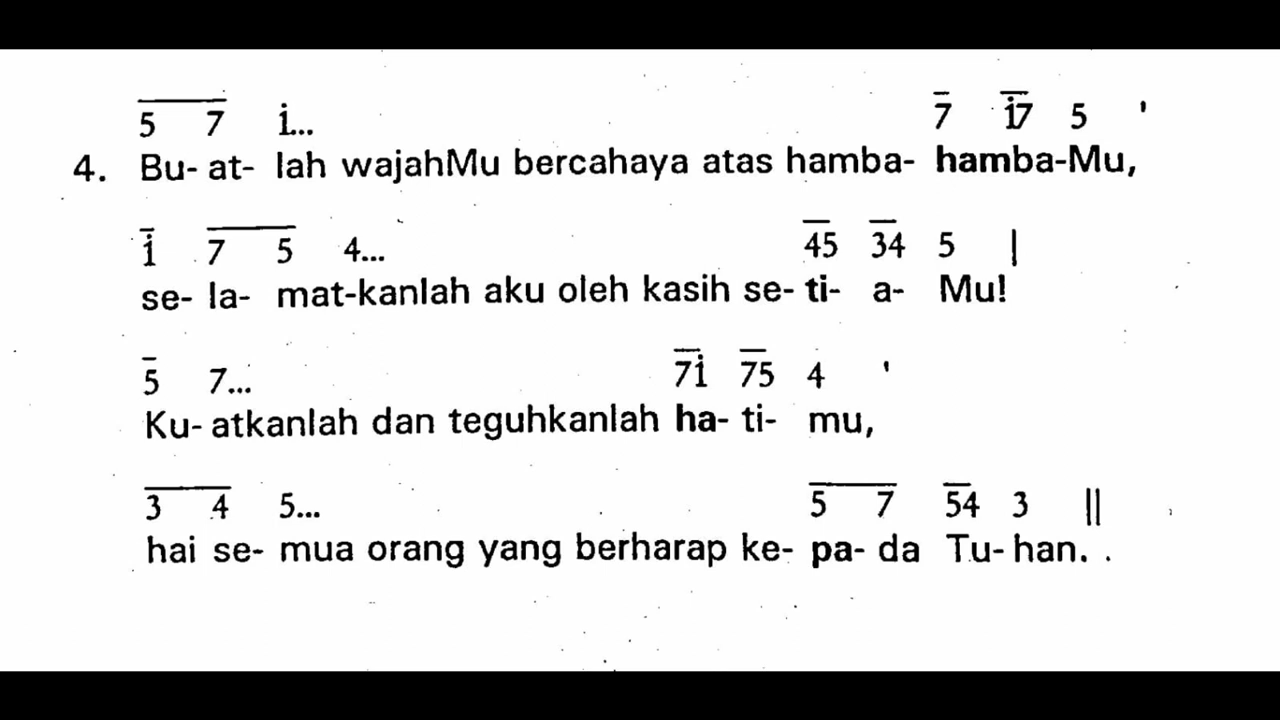 5 7 i... 7 i7 5 '
4. Bu- at- lah wajahMu bercahaya atas hamba- hamba-Mu,
i 7 5 4... 45 34 5 |
se- la- mat-kanlah aku oleh kasih se- ti- a- Mu!
5 7... 7i 75 4 '
Ku- atkanlah dan teguhkanlah ha- ti- mu,
3 4 5... 5 7 54 3 ||
hai se- mua orang yang berharap ke- pa- da Tu- han. .